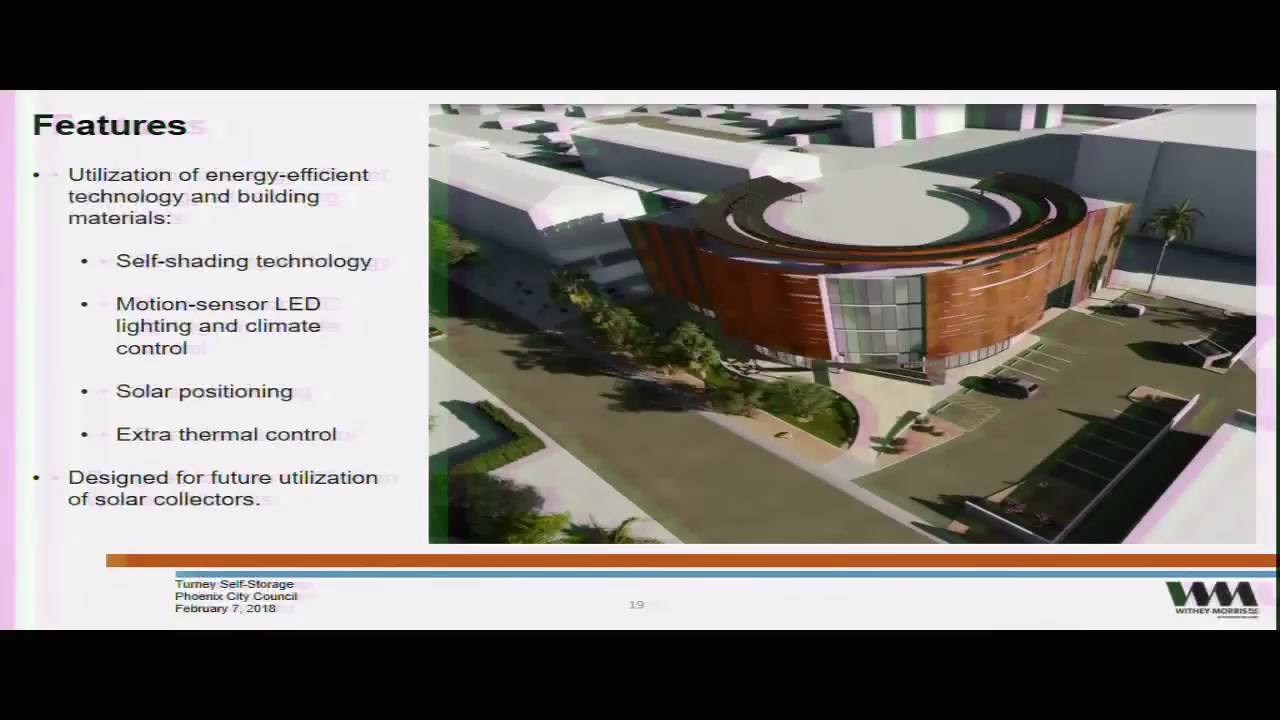 Features
• Utilization of energy-efficient
technology and building
materials:
• Self-shading technology
• Motion-sensor LED
lighting and climate
control
• Solar positioning
• Extra thermal control
• Designed for future utilization
of solar collectors.
Turney Self-Storage
Phoenix City Council
February 7, 2018
19
WITHEY MORRIS